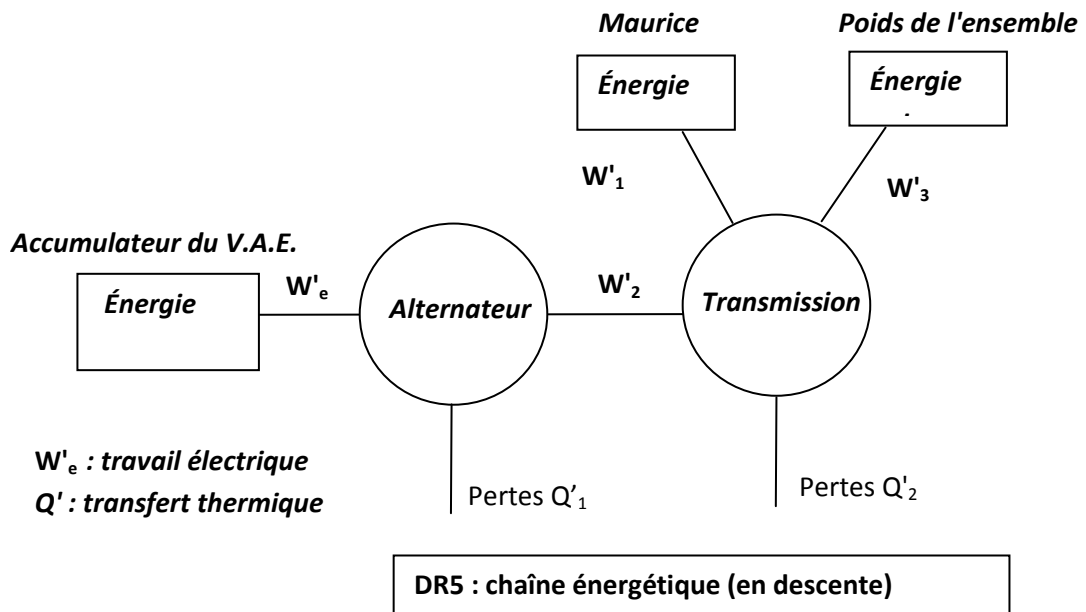 Maurice
Poids de l'ensemble
Énergie
Énergie
W'₁
W'₃
Accumulateur du V.A.E.
Énergie
W'ₑ
Alternateur
W'₂
Transmission
W'ₑ : travail électrique
Q' : transfert thermique
Pertes Q’₁
Pertes Q'₂
DR5 : chaîne énergétique (en descente)